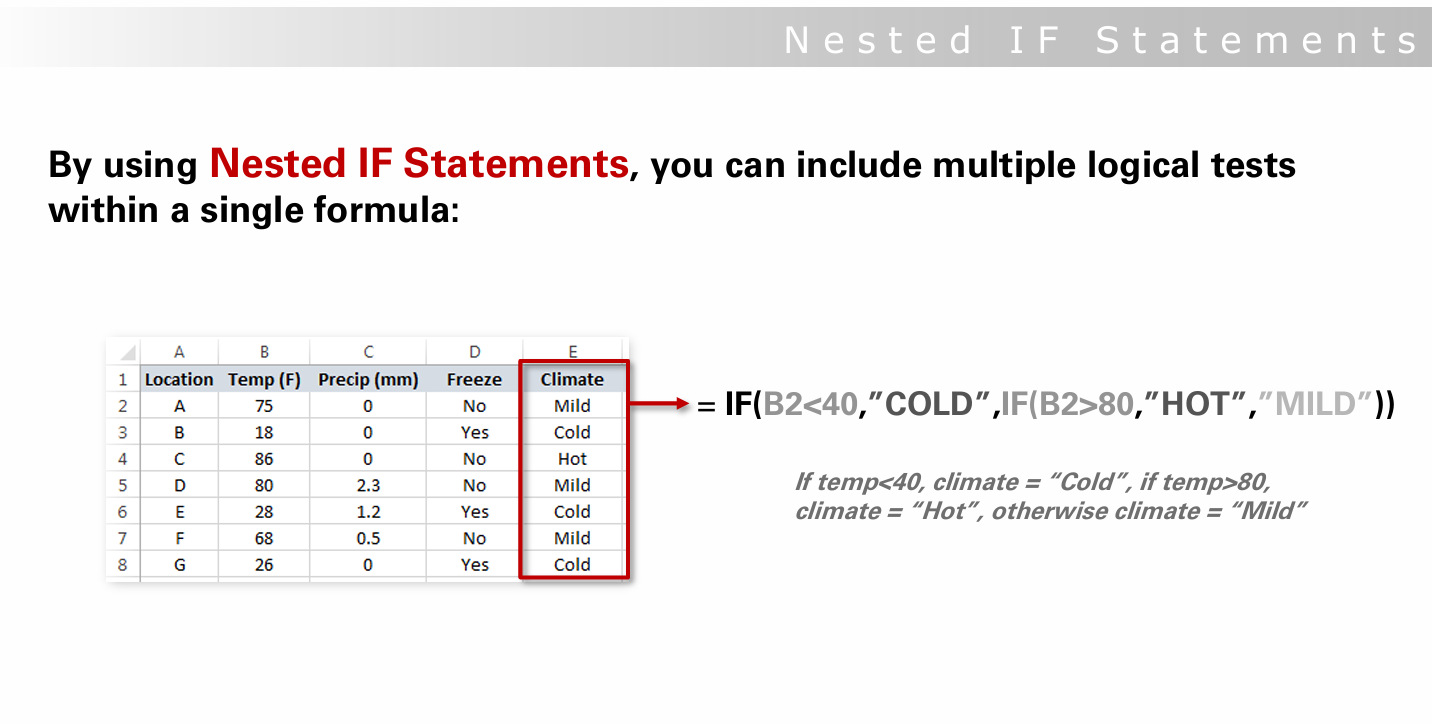 Nested IF Statements
By using Nested IF Statements, you can include multiple logical tests
within a single formula:
A B C D E
1 Location Temp (F) Precip (mm) Freeze Climate
2 A 75 0 No Mild
3 B 18 0 Yes Cold
4 C 86 0 No Hot
5 D 80 2.3 No Mild
6 E 28 1.2 Yes Cold
7 F 68 0.5 No Mild
8 G 26 0 Yes Cold
= IF(B2<40,”COLD”,IF(B2>80,”HOT”,”MILD”))
If temp<40, climate = “Cold”, if temp>80,
climate = “Hot”, otherwise climate = “Mild”